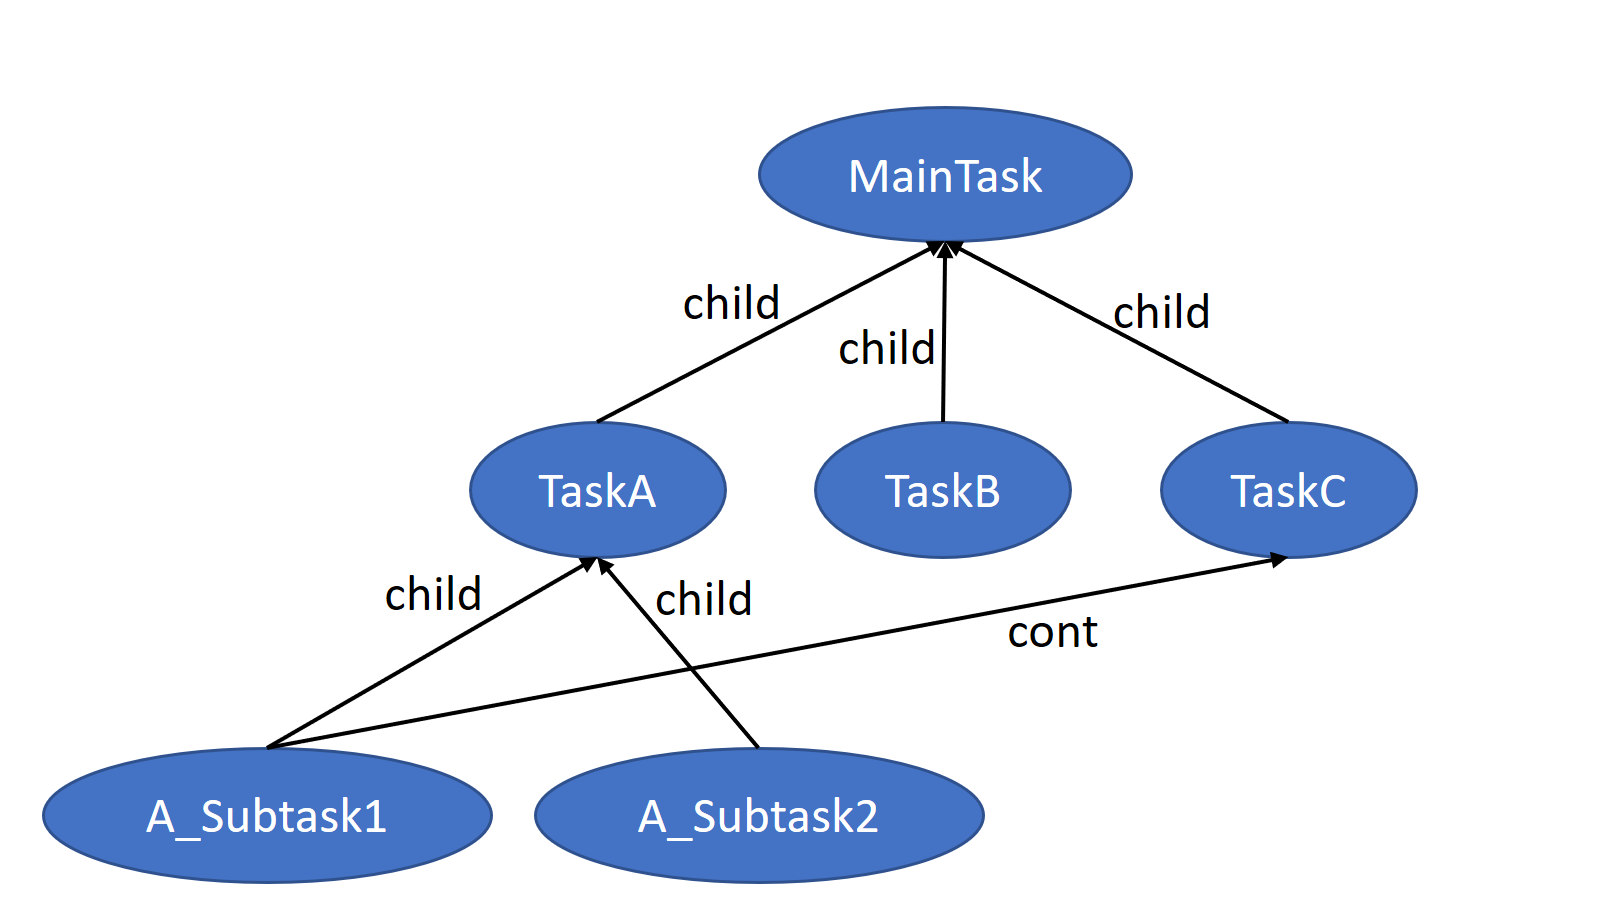 MainTask
child
child
child
TaskA
TaskB
TaskC
child
child
cont
A_Subtask1
A_Subtask2